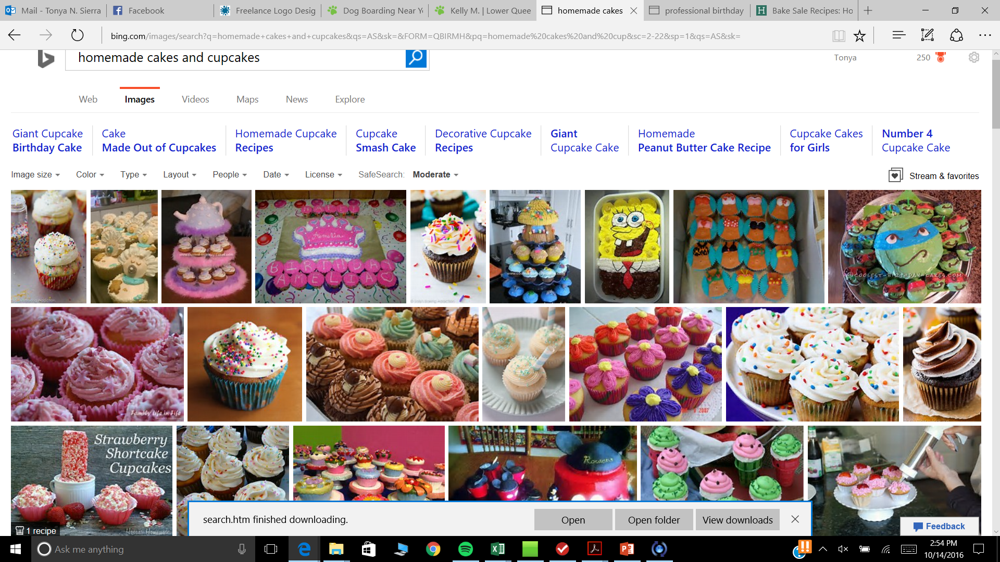 Mail - Tonya N. Sierra
Facebook
Freelance Logo Desig
Dog Boarding Near Y
Kelly M. | Lower Quee
homemade cakes
professional birthday
Bake Sale Recipes: Ho
bing.com/images/search?q=homemade+cakes+and+cupcakes&qs=AS&sk=&FORM=QBIRMH&pq=homemade%20cakes%20and%20cup&sc=2-22&sp=1&qs=AS&sk=
homemade cakes and cupcakes
Tonya
250
Web
Images
Videos
Maps
News
Explore
Giant Cupcake
Birthday Cake
Cake
Made Out of Cupcakes
Homemade Cupcake
Recipes
Cupcake
Smash Cake
Decorative Cupcake
Recipes
Giant
Cupcake Cake
Homemade
Peanut Butter Cake Recipe
Cupcake Cakes
for Girls
Number 4
Cupcake Cake
Image size
Color
Type
Layout
People
Date
License
SafeSearch:
Moderate
Stream & favorites
BIRTHDAY
AMELIA
@COOLEST-BIRTHDAY-CAKES.COM
Family Life in Fife
2007
Strawberry
Shortcake
Cupcakes
Rowan
1 recipe
search.htm finished downloading.
Open
Open folder
View downloads
Feedback
Ask me anything
2:54 PM
10/14/2016